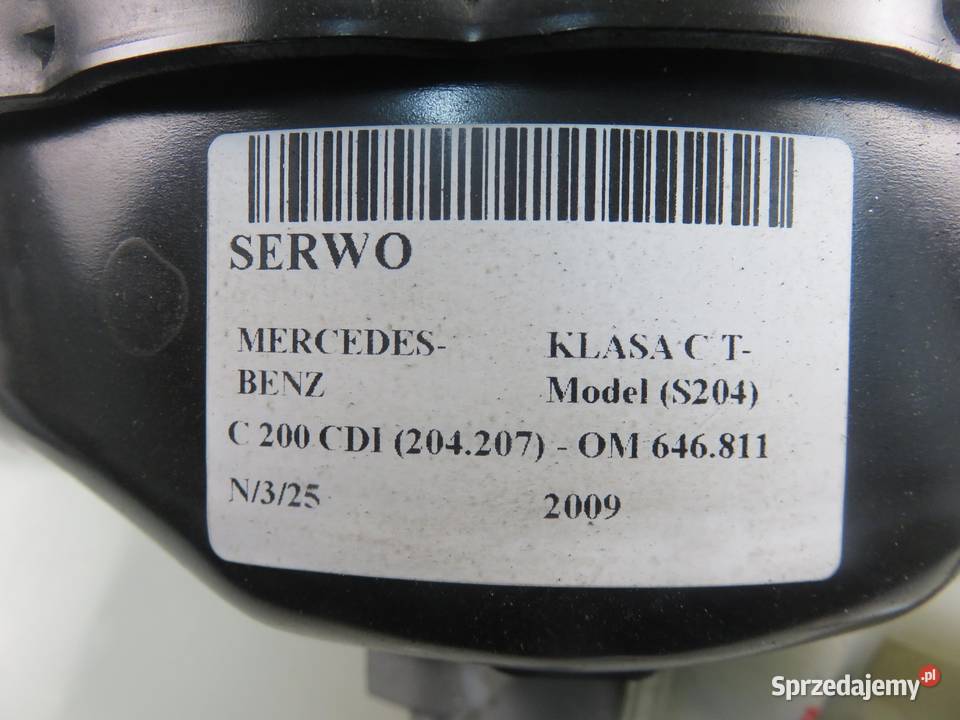 SERWO
MERCEDES-
BENZ
KLASA C T-
Model (S204)
C 200 CDI (204.207) - OM 646.811
N/3/25
2009
Sprzedajemy.pl